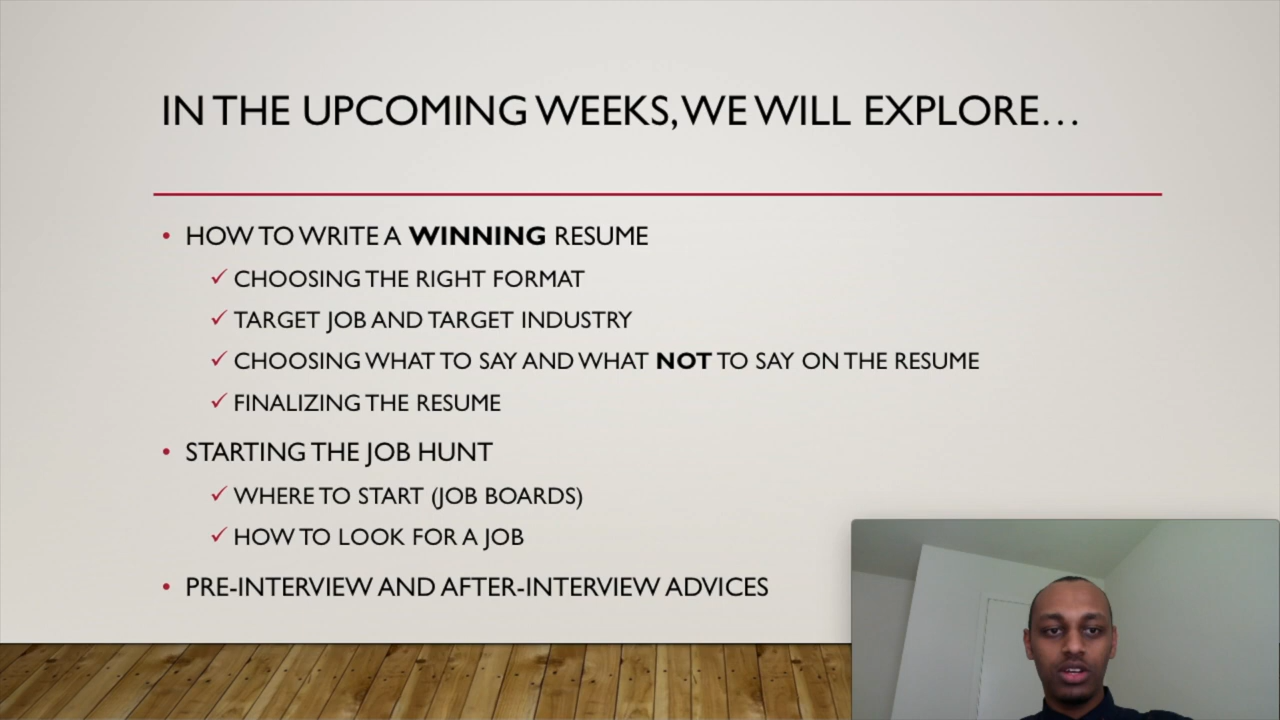 IN THE UPCOMING WEEKS, WE WILL EXPLORE…
• HOW TO WRITE A WINNING RESUME
✓ CHOOSING THE RIGHT FORMAT
✓ TARGET JOB AND TARGET INDUSTRY
✓ CHOOSING WHAT TO SAY AND WHAT NOT TO SAY ON THE RESUME
✓ FINALIZING THE RESUME
• STARTING THE JOB HUNT
✓ WHERE TO START (JOB BOARDS)
✓ HOW TO LOOK FOR A JOB
• PRE-INTERVIEW AND AFTER-INTERVIEW ADVICES